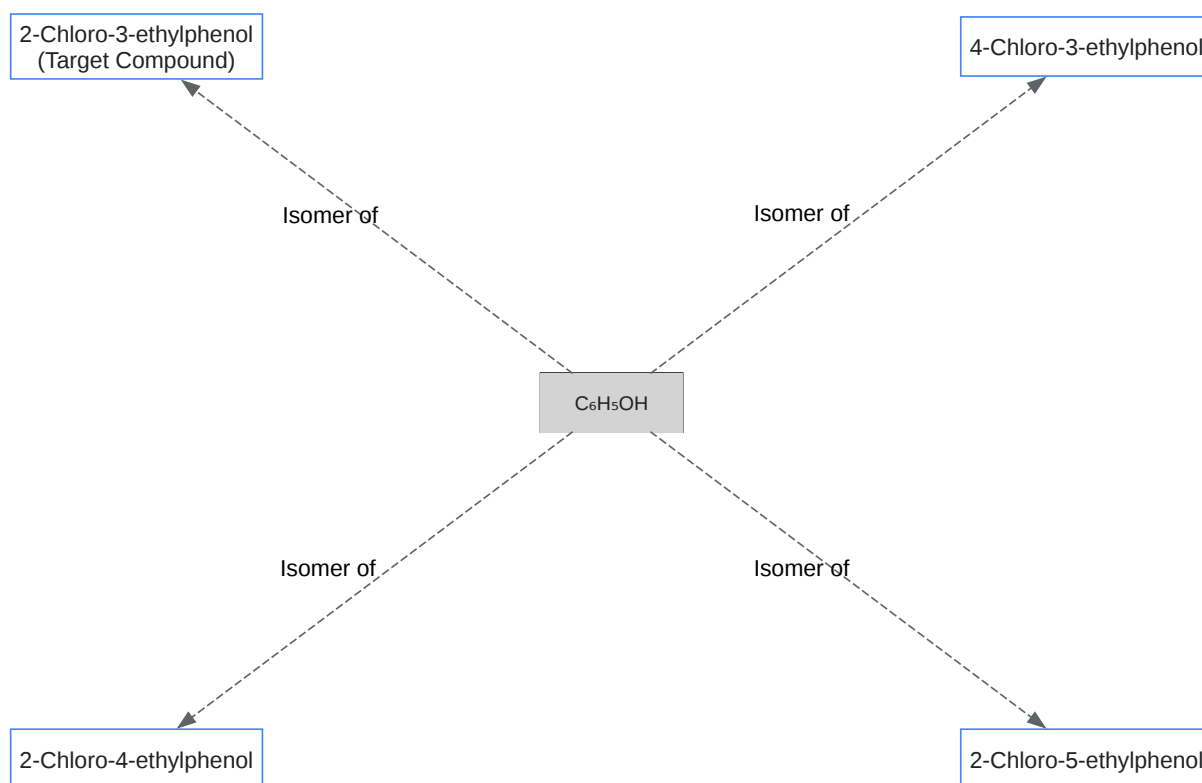 2-Chloro-3-ethylphenol
(Target Compound)
4-Chloro-3-ethylphenol
Isomer of
Isomer of
C₆H₅OH
Isomer of
Isomer of
2-Chloro-4-ethylphenol
2-Chloro-5-ethylphenol